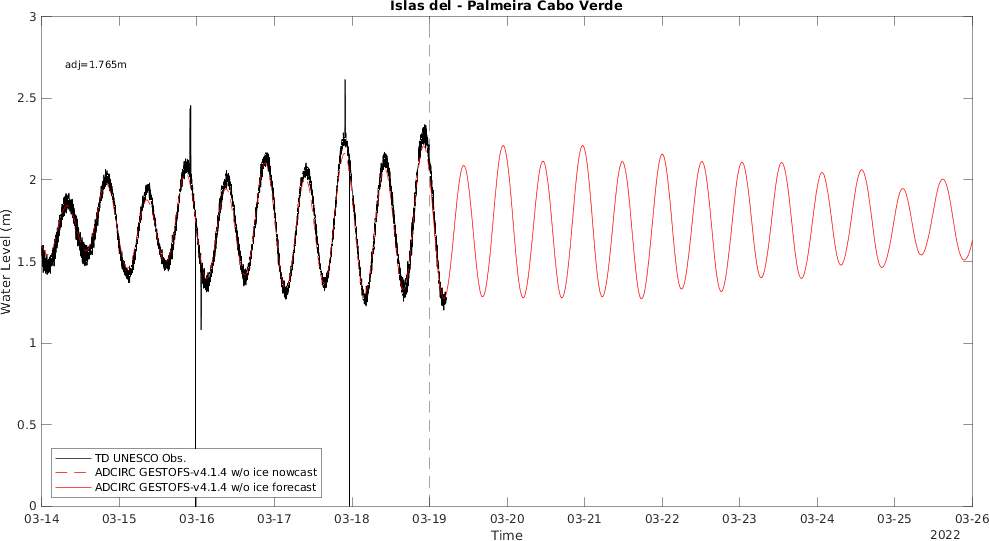 Islas del - Palmeira Cabo Verde
adj=1.765m
3
2.5
2
1.5
1
0.5
0
Water Level (m)
TD UNESCO Obs.
ADCIRC GESTOFS-v4.1.4 w/o ice nowcast
ADCIRC GESTOFS-v4.1.4 w/o ice forecast
03-14 03-15 03-16 03-17 03-18 03-19 03-20 03-21 03-22 03-23 03-24 03-25 03-26
Time
2022